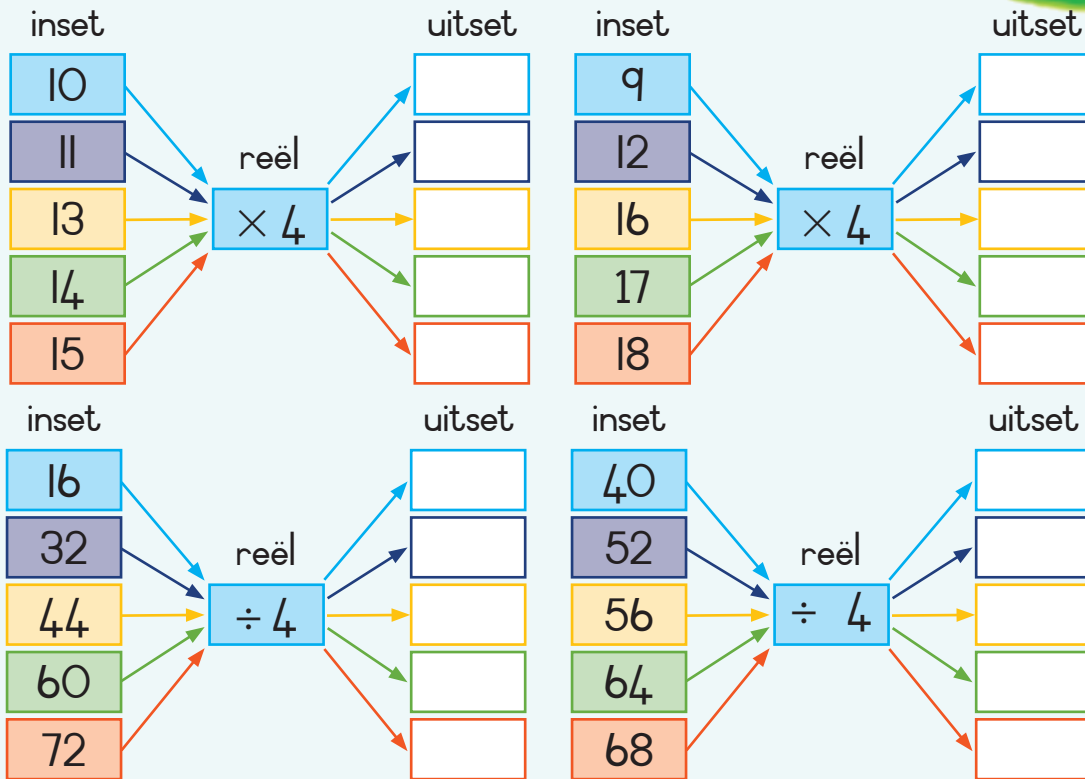 inset uitset inset uitset
10 9
11 reël 12 reël
13 × 4 16 × 4
14 17
15 18
inset uitset inset uitset
16 40
32 reël 52 reël
44 ÷ 4 56 ÷ 4
60 64
72 68